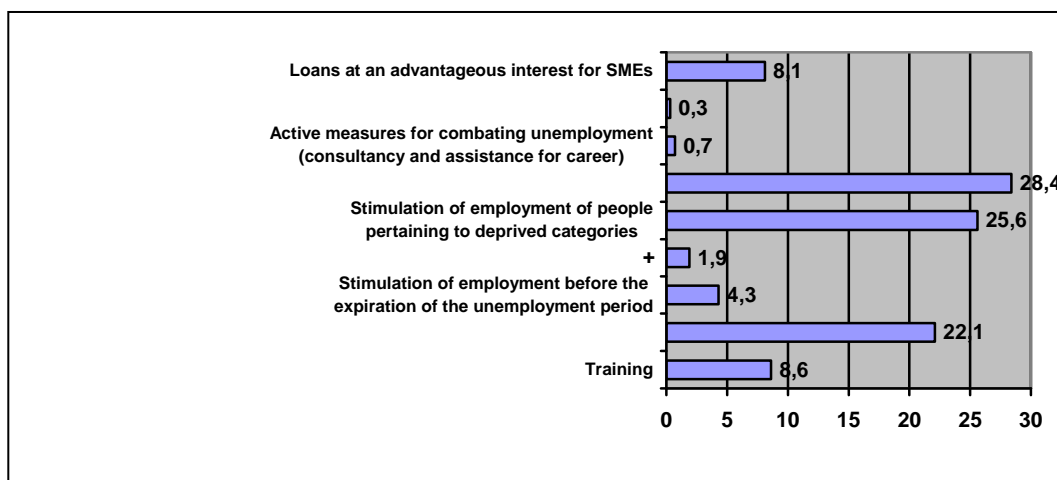 Loans at an advantageous interest for SMEs
8,1
0,3
Active measures for combating unemployment
(consultancy and assistance for career)
0,7
28,4
Stimulation of employment of people
pertaining to deprived categories
25,6
+
1,9
Stimulation of employment before the
expiration of the unemployment period
4,3
22,1
Training
8,6
0 5 10 15 20 25 30